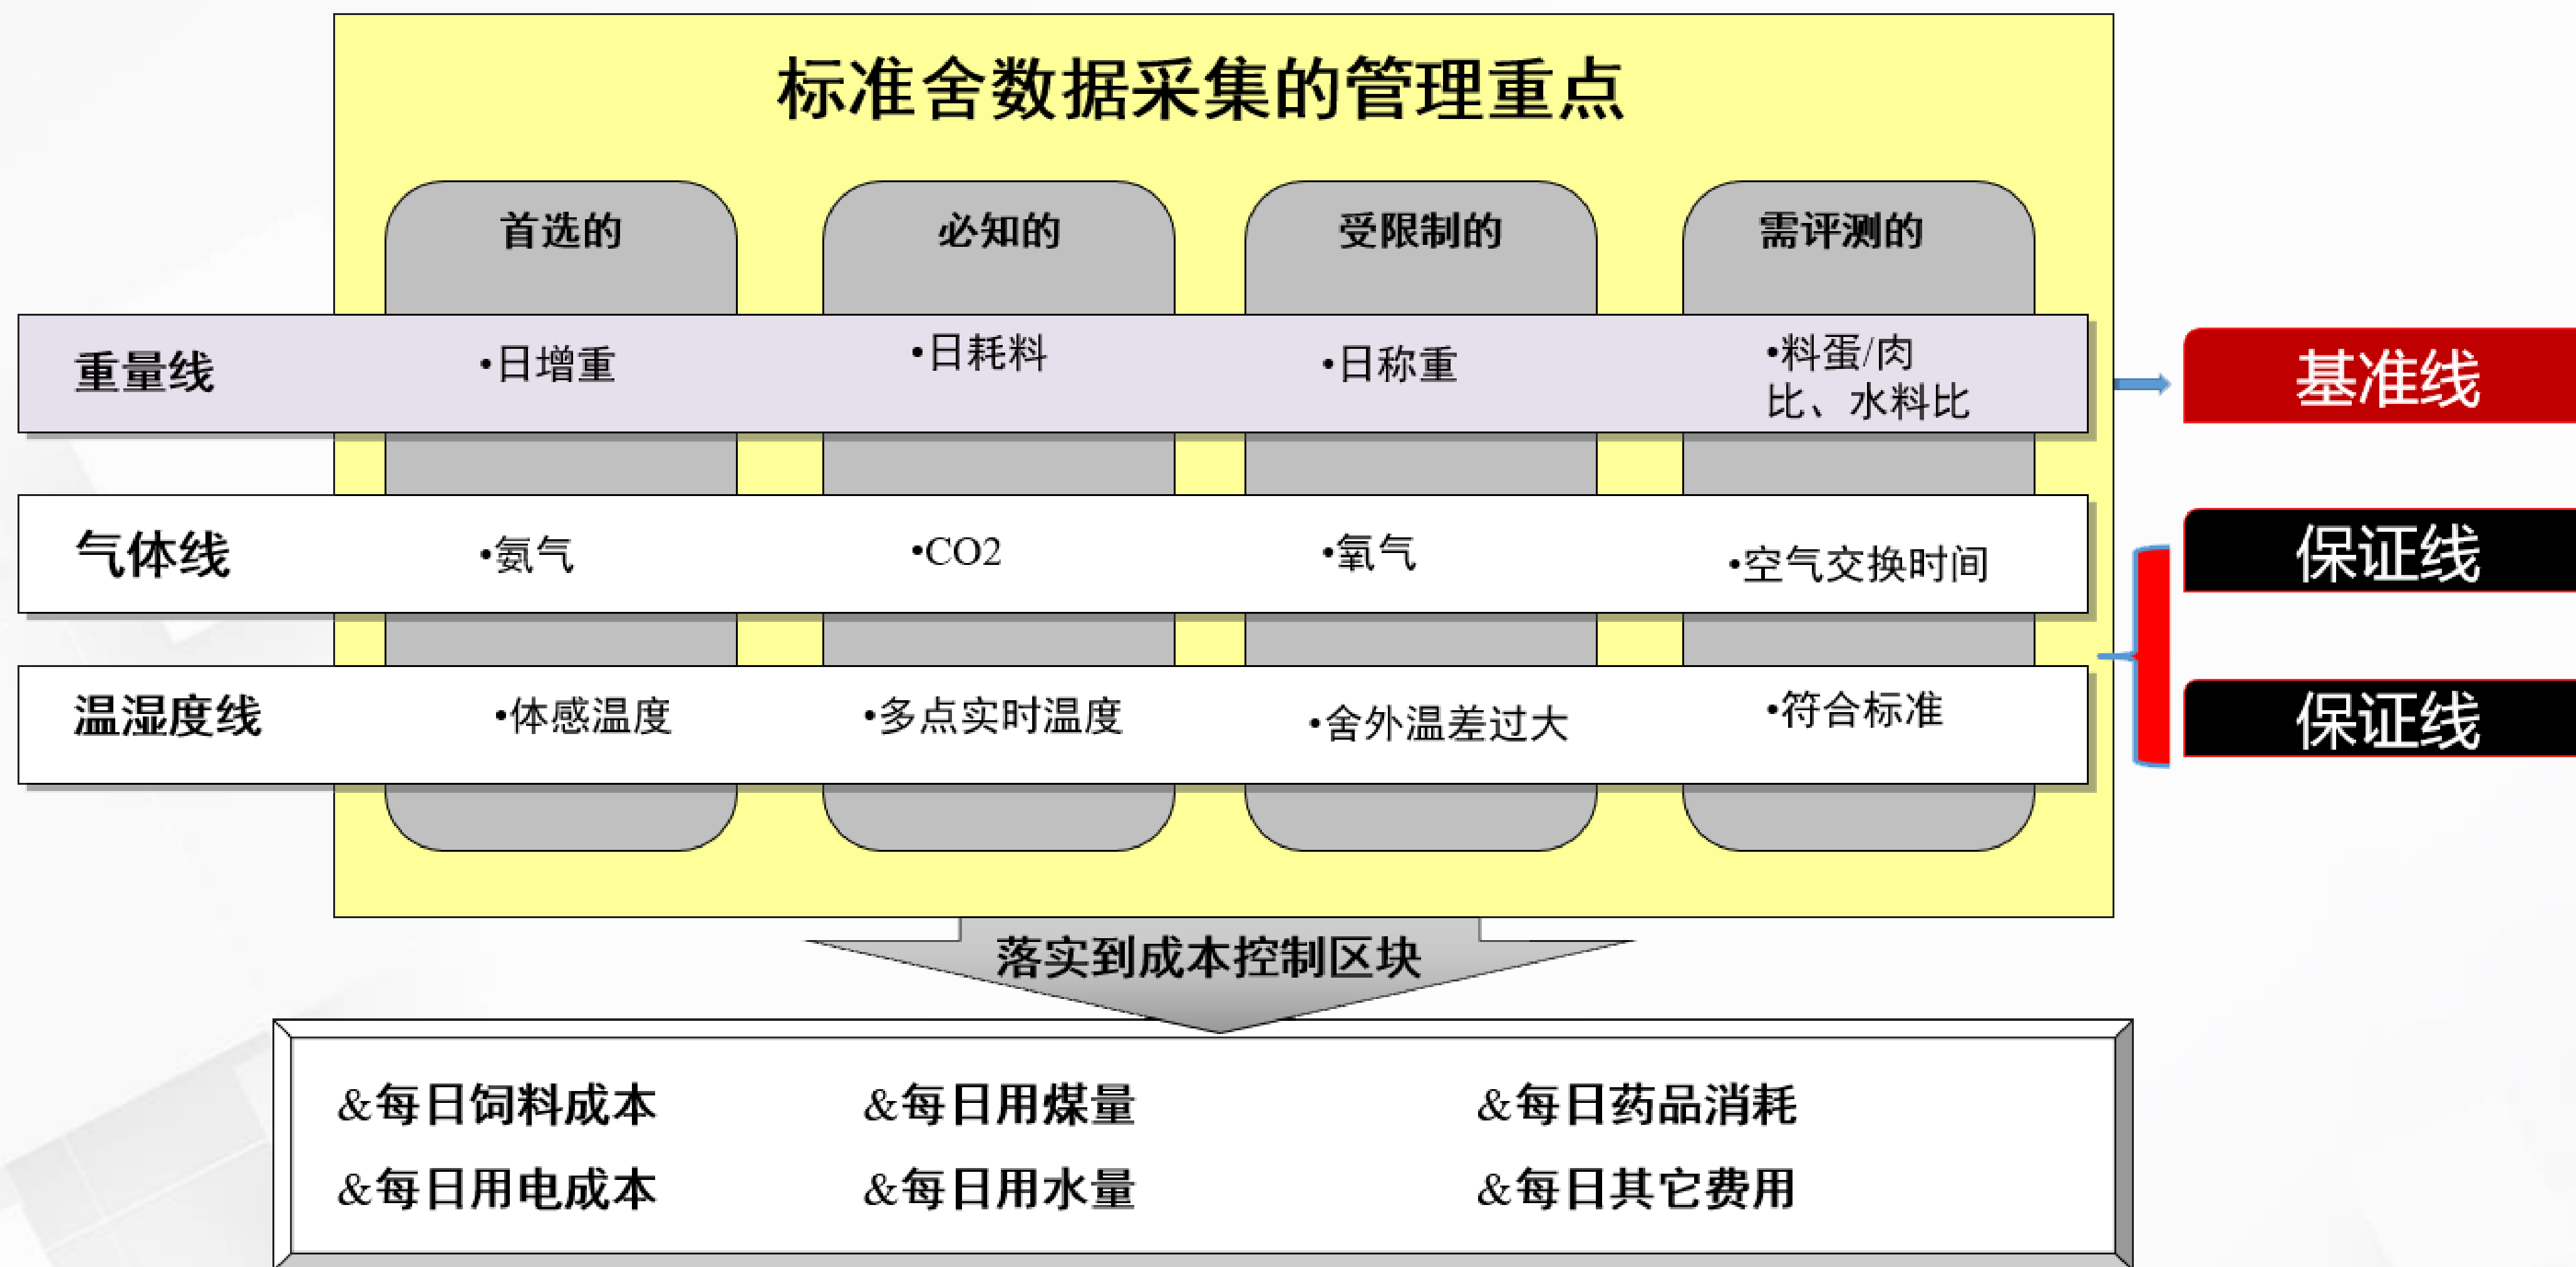 标准舍数据采集的管理重点
首选的
必知的
受限制的
需评测的
重量线
•日增重
•日耗料
•日称重
•料蛋/肉
比、水料比
基准线
气体线
•氨气
•CO2
•氧气
•空气交换时间
保证线
温湿度线
•体感温度
•多点实时温度
•舍外温差过大
•符合标准
保证线
落实到成本控制区块
&每日饲料成本
&每日用煤量
&每日药品消耗
&每日用电成本
&每日用水量
&每日其它费用